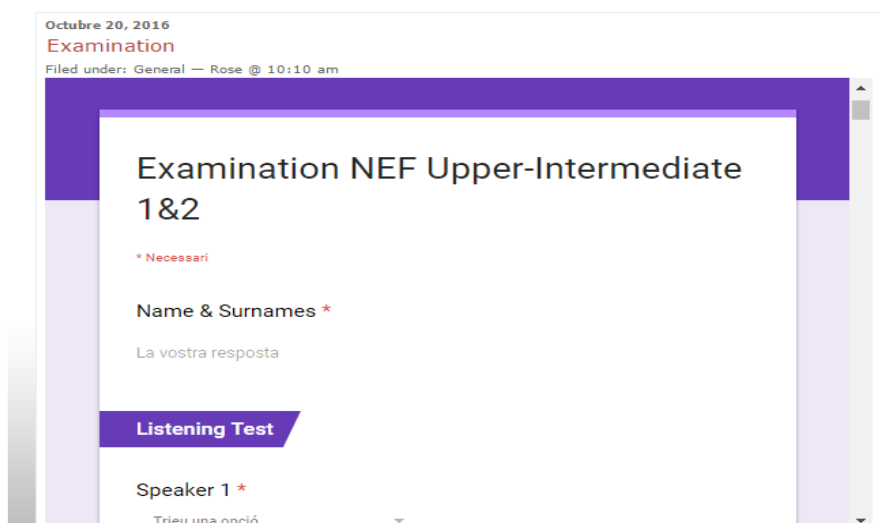 Octubre 20, 2016
Examination
Filed under: General — Rose @ 10:10 am
Examination NEF Upper-Intermediate
1&2
* Necessari
Name & Surnames *
La vostra resposta
Listening Test
Speaker 1 *
Trieu una opció